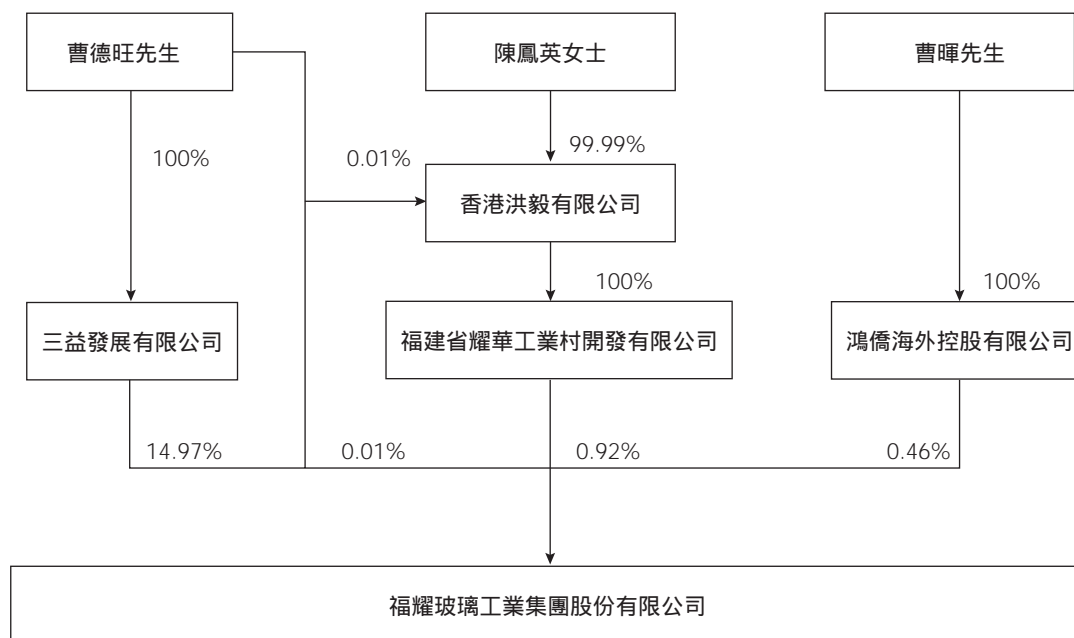 曹德旺先生
陳鳳英女士
曹暉先生
100%
0.01%
99.99%
香港洪毅有限公司
100%
100%
三益發展有限公司
福建省耀華工業村開發有限公司
鴻僑海外控股有限公司
14.97%
0.01%
0.92%
0.46%
福耀玻璃工業集團股份有限公司